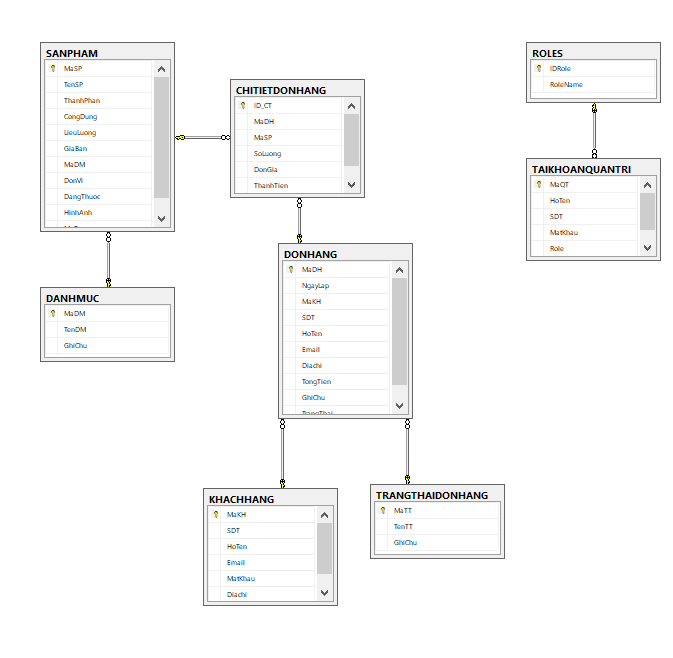 SANPHAM
MaSP
TenSP
ThanhPhan
CongDung
LieuLuong
GiaBan
MaDM
DonVi
DangThuoc
HinhAnh
CHITIETDONHANG
ID_CT
MaDH
MaSP
SoLuong
DonGia
ThanhTien
ROLES
IDRole
RoleName
TAIKHOANQUANTRI
MaQT
HoTen
SDT
MatKhau
Role
DONHANG
MaDH
NgayLap
MaKH
SDT
HoTen
Email
Diachi
TongTien
GhiChu
TrangThai
DANHMUC
MaDM
TenDM
GhiChu
KHACHHANG
MaKH
SDT
HoTen
Email
MatKhau
Diachi
TRANGTHAIDONHANG
MaTT
TenTT
GhiChu